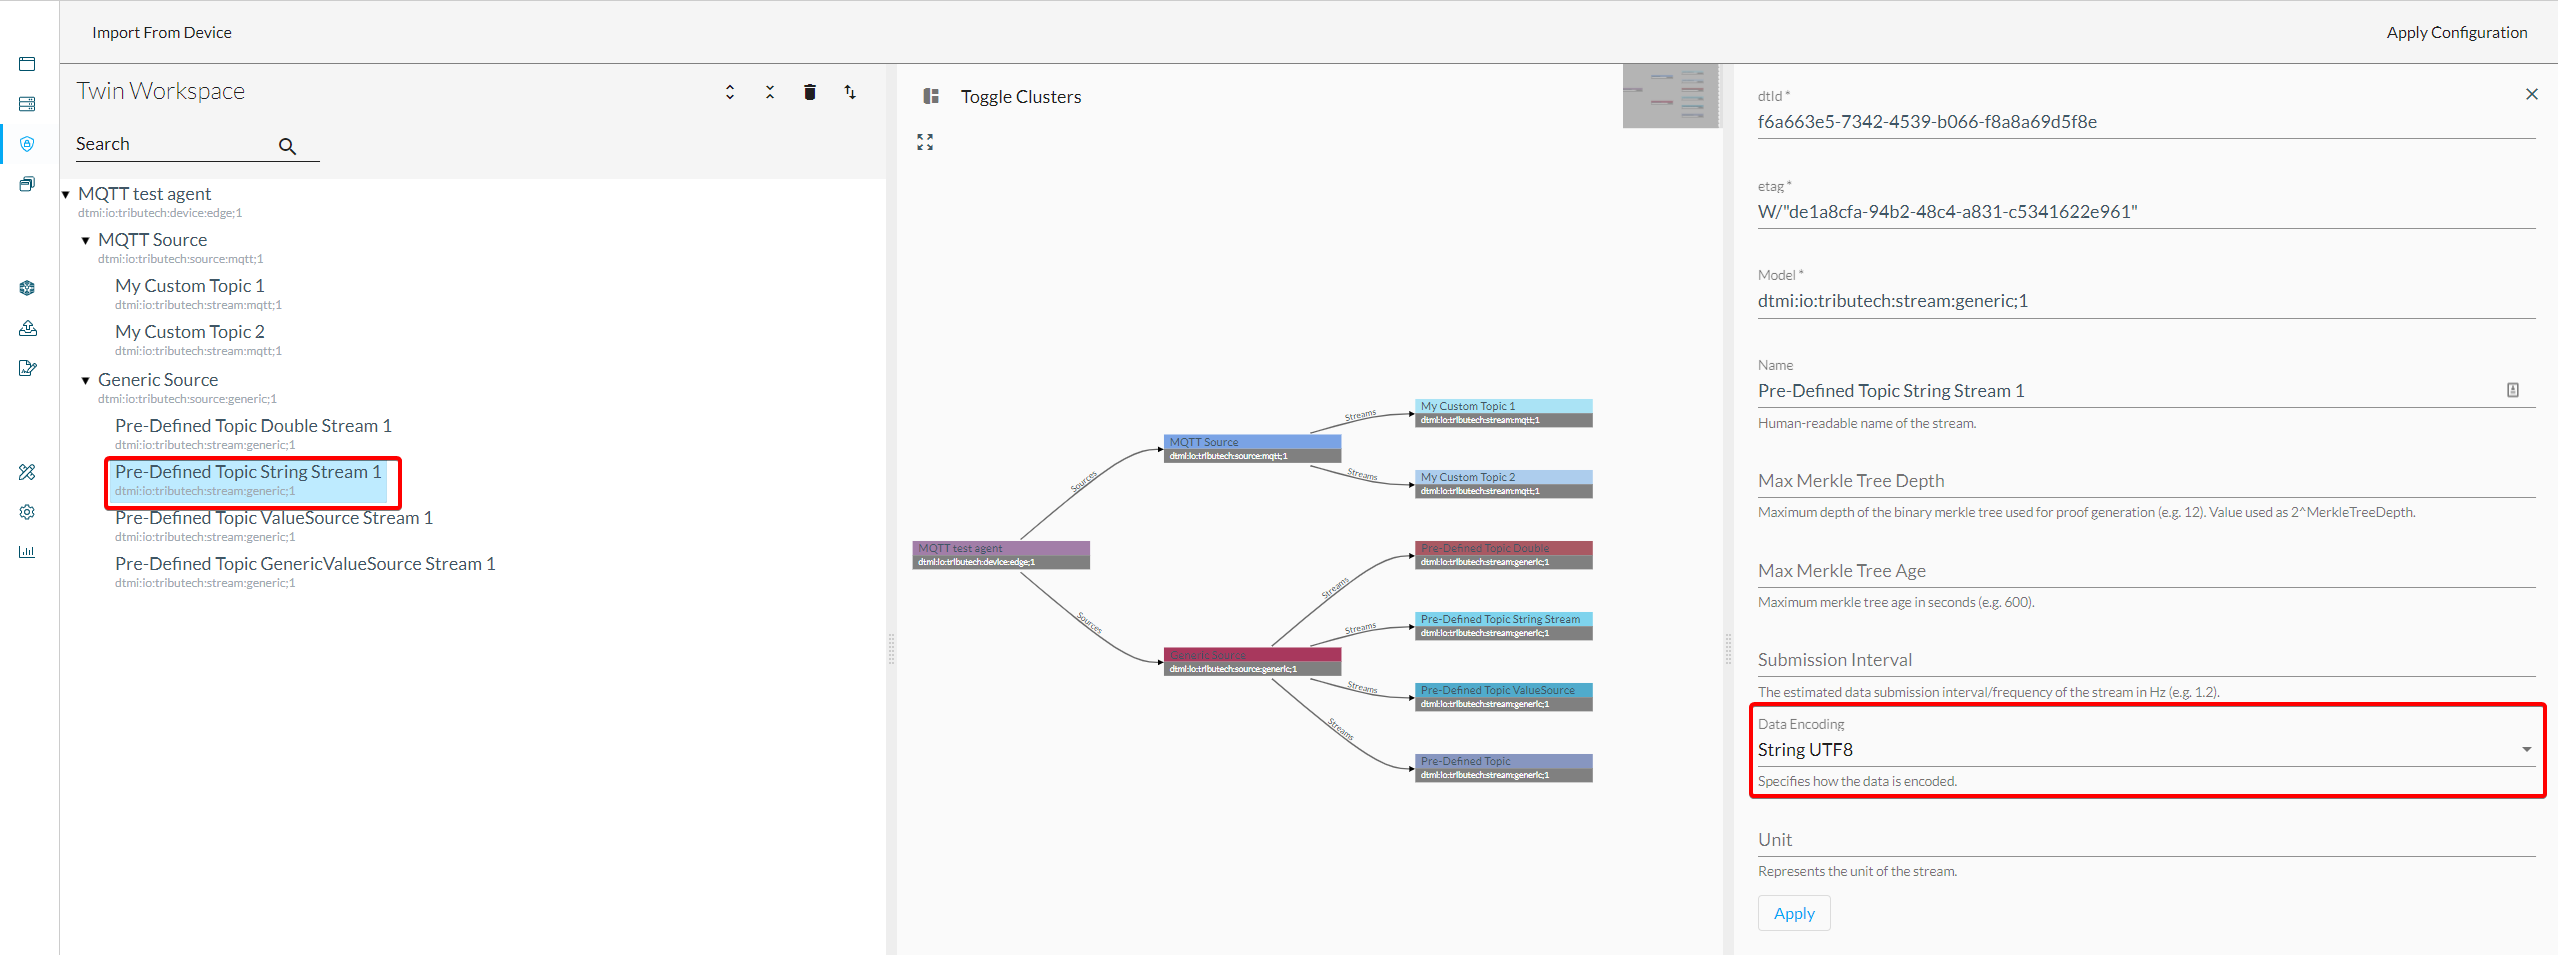 Import From Device
Apply Configuration
Twin Workspace
Search
MQTT test agent
dtmi:io:tributech:device:edge;1
MQTT Source
dtmi:io:tributech:source:mqtt;1
My Custom Topic 1
dtmi:io:tributech:stream:mqtt;1
My Custom Topic 2
dtmi:io:tributech:stream:mqtt;1
Generic Source
dtmi:io:tributech:source:generic;1
Pre-Defined Topic Double Stream 1
dtmi:io:tributech:stream:generic;1
Pre-Defined Topic String Stream 1
dtmi:io:tributech:stream:generic;1
Pre-Defined Topic ValueSource Stream 1
dtmi:io:tributech:stream:generic;1
Pre-Defined Topic GenericValueSource Stream 1
dtmi:io:tributech:stream:generic;1
Toggle Clusters
MQTT test agent
dtmi:io:tributech:device:edge;1
Sources
Sources
MQTT Source
dtmi:io:tributech:source:mqtt;1
Streams
Streams
My Custom Topic 1
dtmi:io:tributech:stream:mqtt;1
My Custom Topic 2
dtmi:io:tributech:stream:mqtt;1
Generic Source
dtmi:io:tributech:source:generic;1
Streams
Streams
Streams
Streams
Pre-Defined Topic Double
dtmi:io:tributech:stream:generic;1
Pre-Defined Topic String Stream
dtmi:io:tributech:stream:generic;1
Pre-Defined Topic ValueSource
dtmi:io:tributech:stream:generic;1
Pre-Defined Topic
dtmi:io:tributech:stream:generic;1
dtId *
f6a663e5-7342-4539-b066-f8a8a69d5f8e
etag *
W/"de1a8cfa-94b2-48c4-a831-c5341622e961"
Model *
dtmi:io:tributech:stream:generic;1
Name
Pre-Defined Topic String Stream 1
Human-readable name of the stream.
Max Merkle Tree Depth
Maximum depth of the binary merkle tree used for proof generation (e.g. 12). Value used as 2^MerkleTreeDepth.
Max Merkle Tree Age
Maximum merkle tree age in seconds (e.g. 600).
Submission Interval
The estimated data submission interval/frequency of the stream in Hz (e.g. 1.2).
Data Encoding
String UTF8
Specifies how the data is encoded.
Unit
Represents the unit of the stream.
Apply